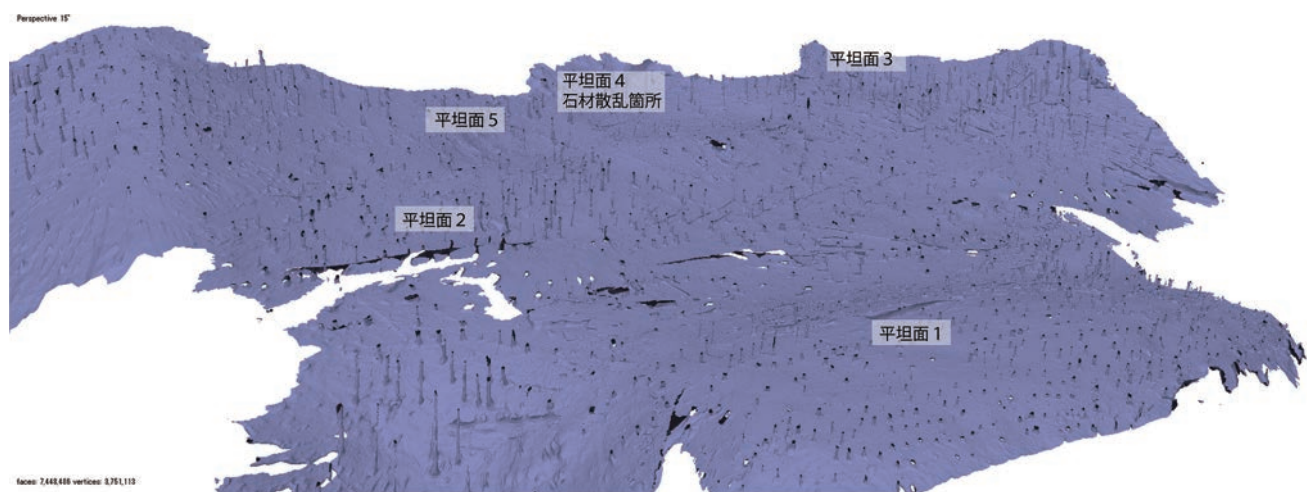 Perspective 15°
平坦面 3
平坦面 4
石材散乱箇所
平坦面 5
平坦面 2
平坦面 1
faces: 7,448,486 vertices: 3,751,113